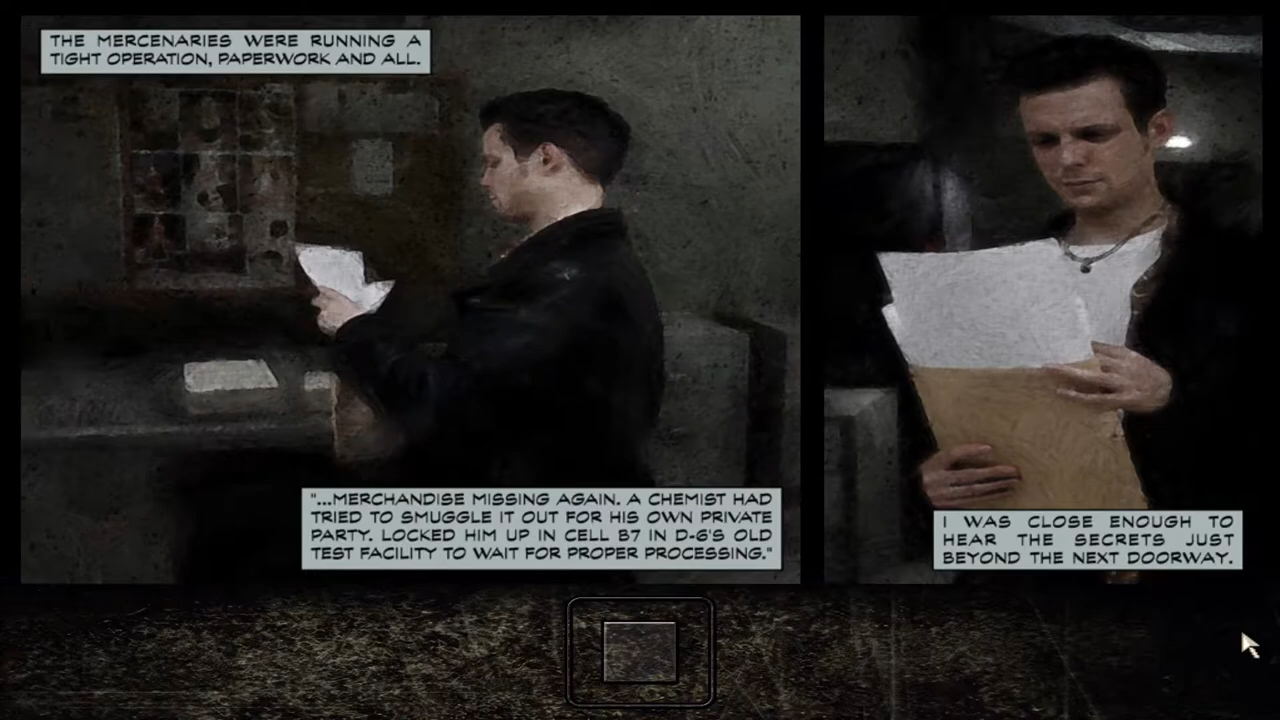 THE MERCENARIES WERE RUNNING A
TIGHT OPERATION, PAPERWORK AND ALL.
"...MERCHANDISE MISSING AGAIN. A CHEMIST HAD
TRIED TO SMUGGLE IT OUT FOR HIS OWN PRIVATE
PARTY. LOCKED HIM UP IN CELL B7 IN D-6'S OLD
TEST FACILITY TO WAIT FOR PROPER PROCESSING."
I WAS CLOSE ENOUGH TO
HEAR THE SECRETS JUST
BEYOND THE NEXT DOORWAY.